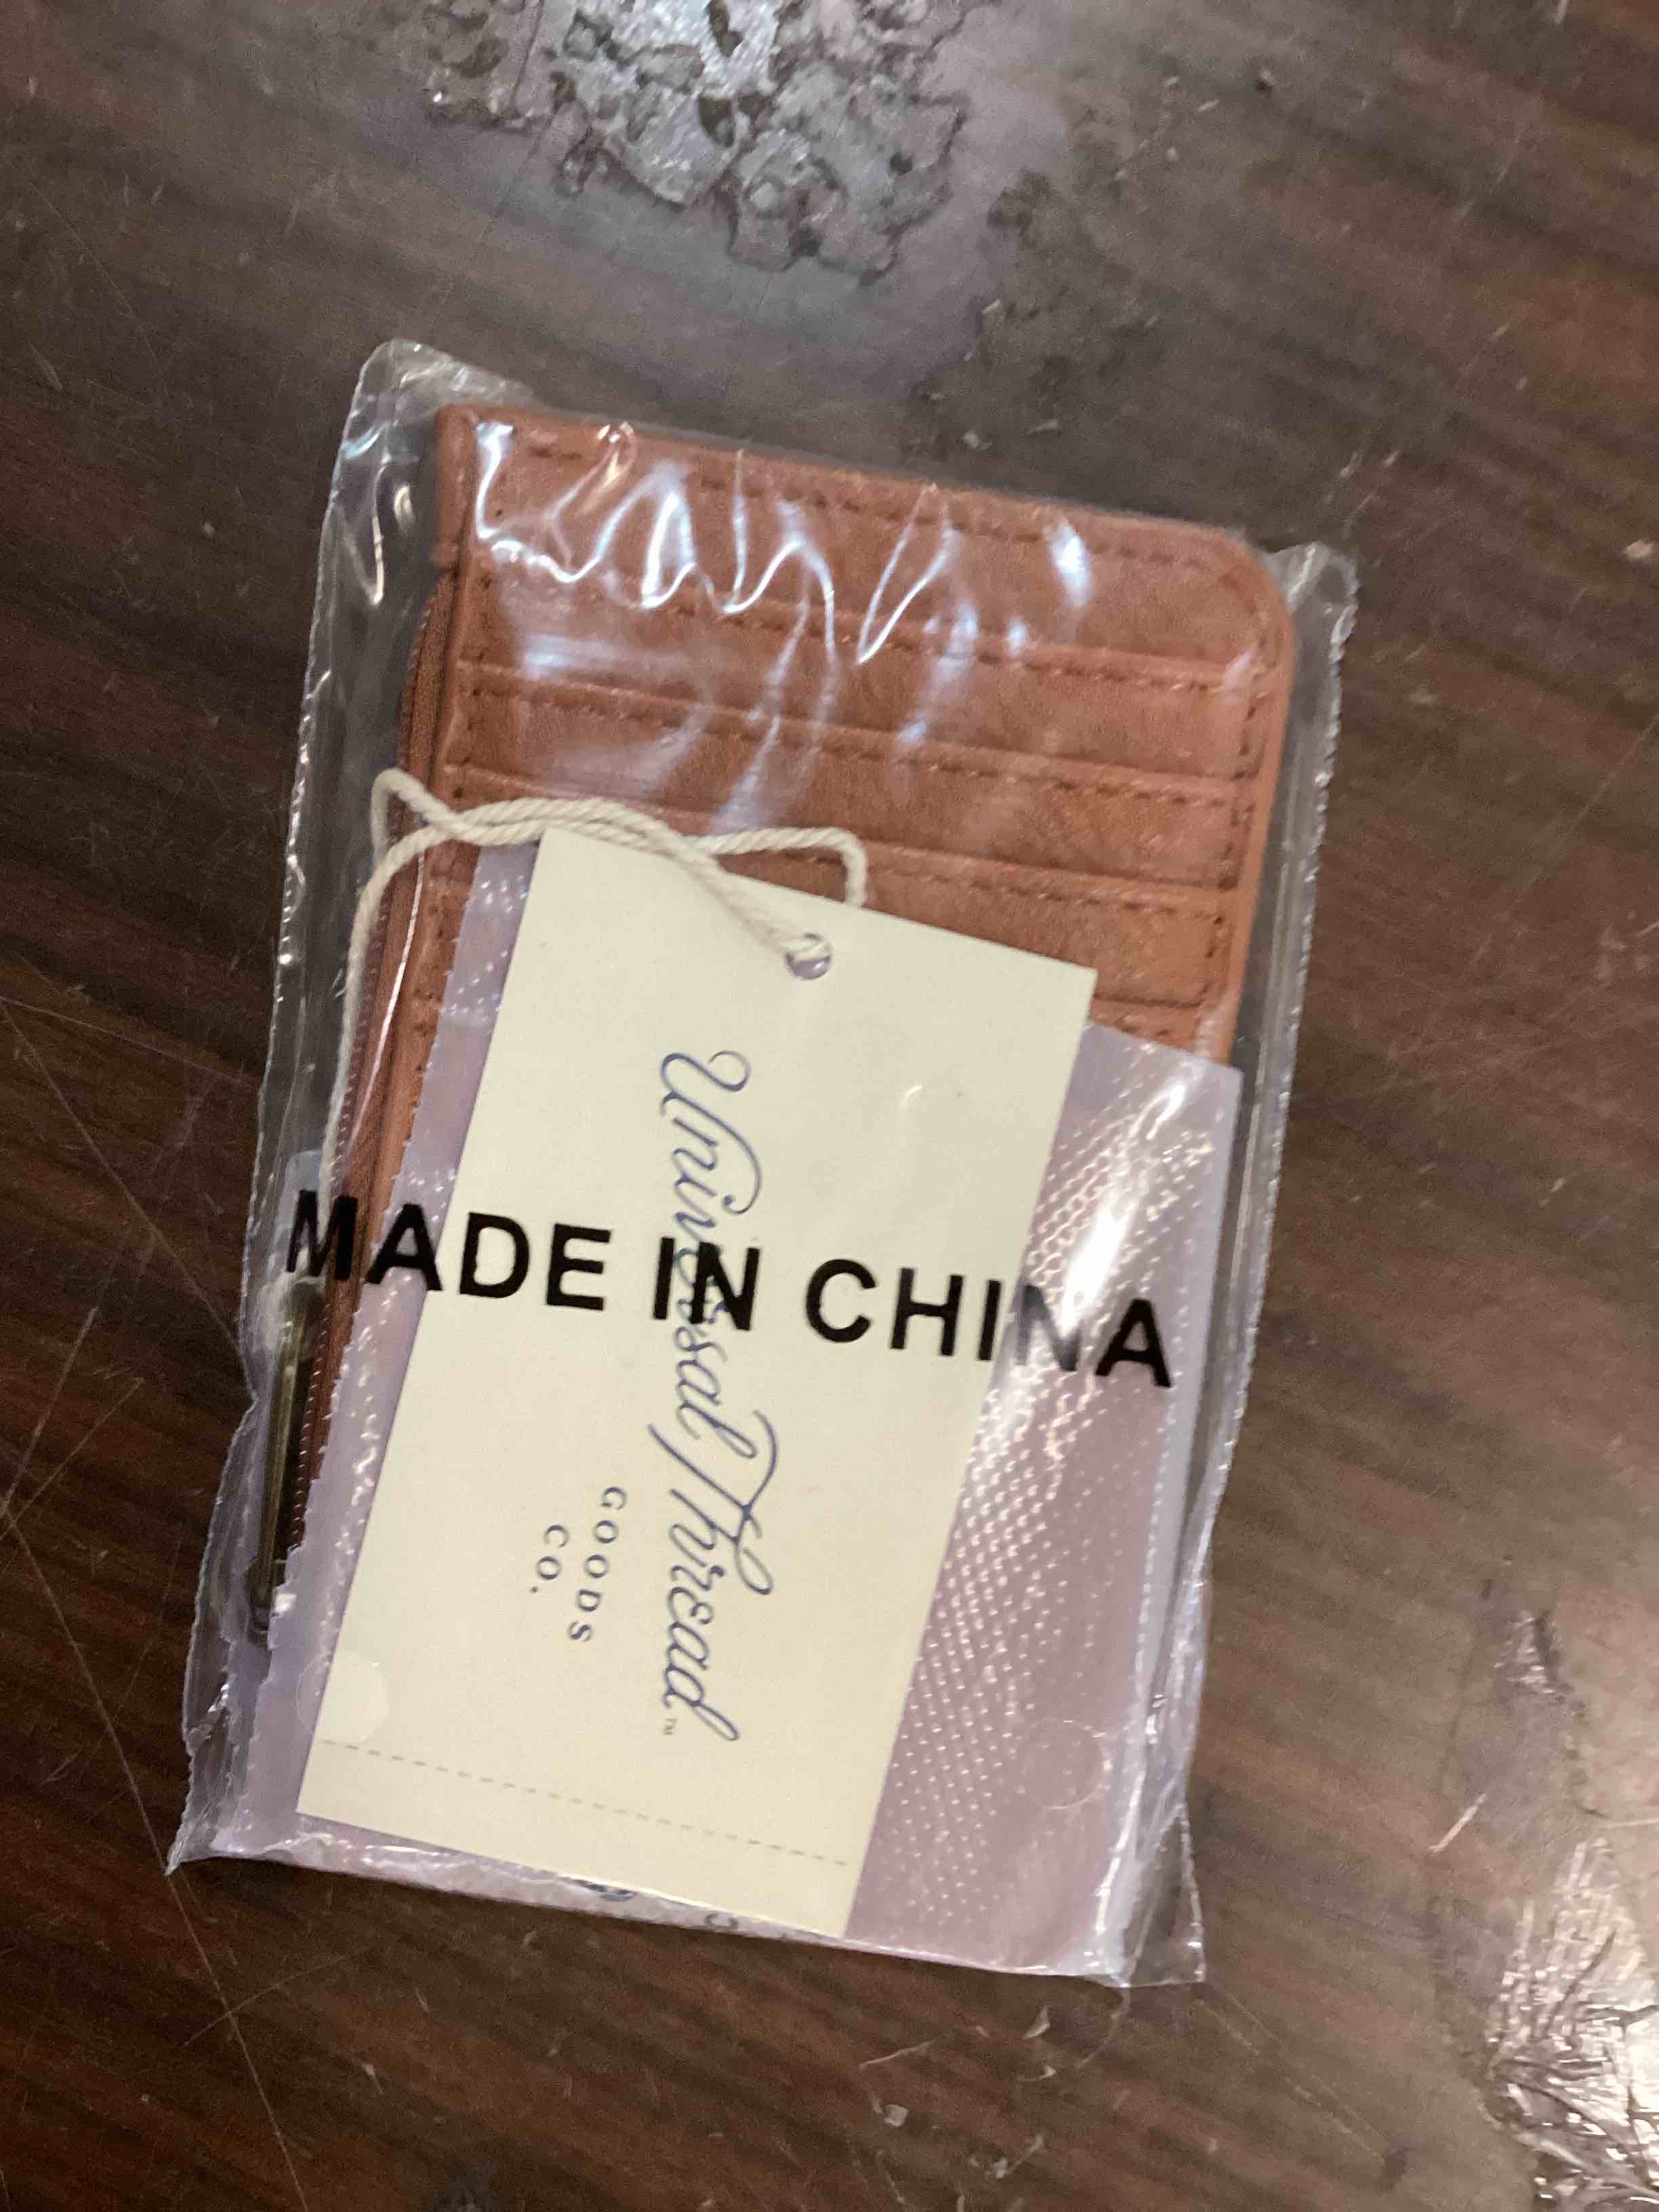 MADE IN CHINA
Universal Thread™
GOODS
CO.